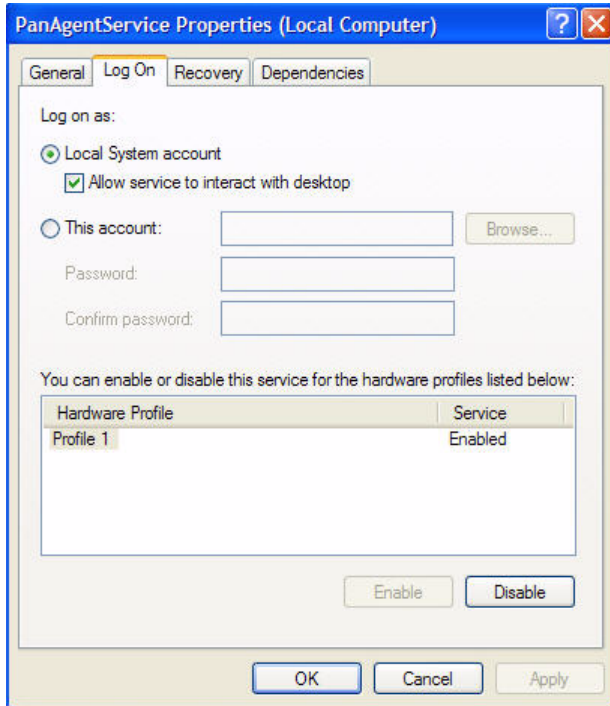 PanAgentService Properties (Local Computer)
General Log On Recovery Dependencies
Log on as:
Local System account
Allow service to interact with desktop
This account: Browse...
Password:
Confirm password:
You can enable or disable this service for the hardware profiles listed below:
Hardware Profile Service
Profile 1 Enabled
Enable Disable
OK Cancel Apply